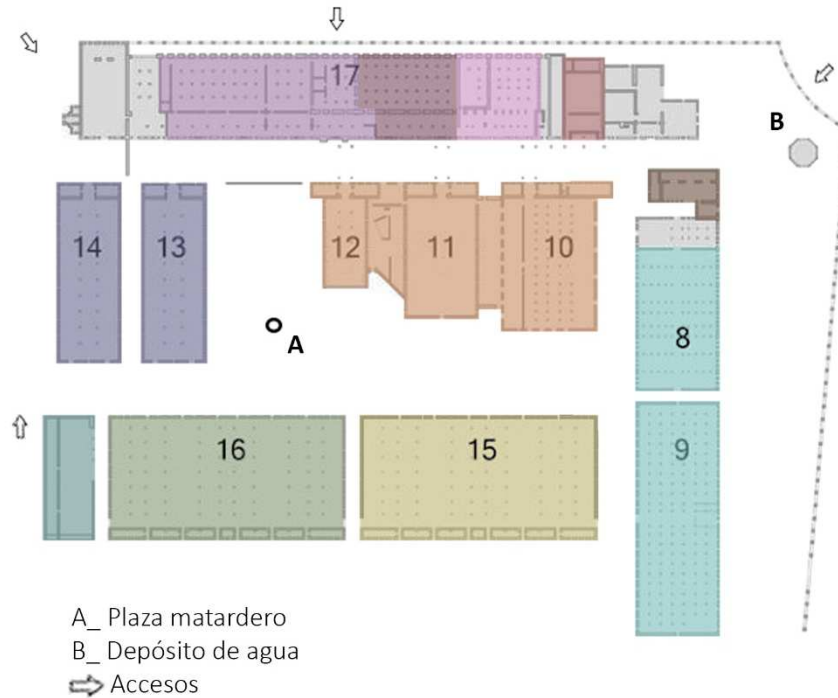 17
B
14
13
12
11
10
A
8
16
15
9
A_ Plaza matardero
B_ Depósito de agua
Accesos